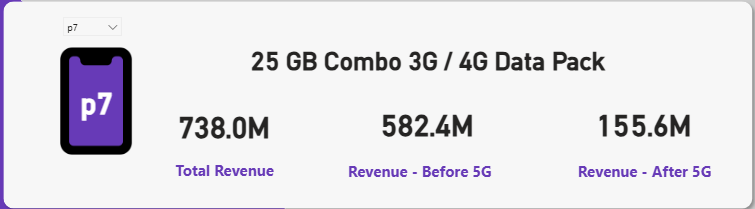 p7
25 GB Combo 3G / 4G Data Pack
p7
738.0M
582.4M
155.6M
Total Revenue
Revenue - Before 5G
Revenue - After 5G